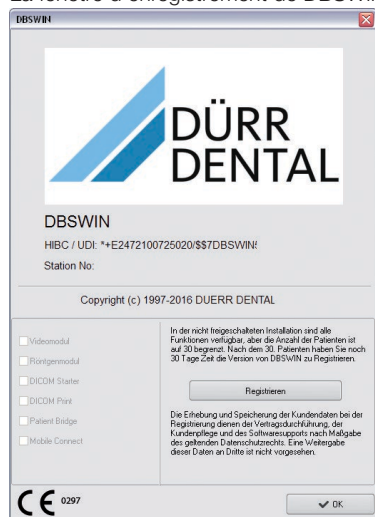 La fenêtre d'enregistrement de DBSWIN
DBSWIN
DÜRR
DENTAL
DBSWIN
HIBC / UDI: *+E2472100725020/$$7DBSWIN
Station No:
Copyright (c) 1997-2016 DUERR DENTAL
Videomodul
Röntgenmodul
DICOM Starter
DICOM Print
Patient Bridge
Mobile Connect
In der nicht freigeschalteten Installation sind alle
Funktionen verfügbar, aber die Anzahl der Patienten ist
auf 30 begrenzt. Nach dem 30. Patienten haben Sie noch
30 Tage Zeit die Version von DBSWIN zu Registrieren.
Registrieren
Die Erhebung und Speicherung der Kundendaten bei der
Registrierung dienen der Vertragsdurchführung, der
Kundenpflege und des Softwaresupports nach Maßgabe
des geltenden Datenschutzrechts. Eine Weitergabe
dieser Daten an Dritte ist nicht vorgesehen.
CE 0297
OK